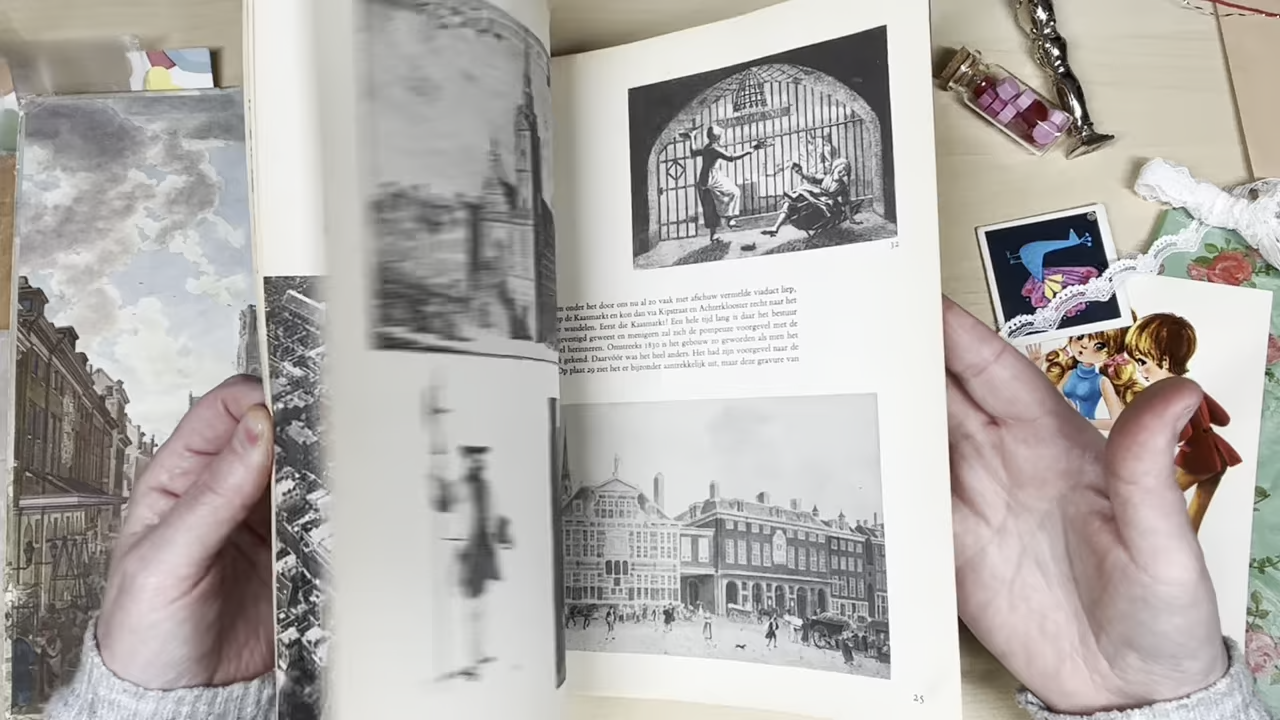 32
n onder het door ons nu al zo vaak met afschuw vermelde viaduct liep,
p de Kaasmarkt en kon dan via Kipstraat en Achterklooster recht naar het
e wandelen. Eerst die Kaasmarkt! Een hele tijd lang is daar het bestuur
gevestigd geweest en menigeen zal zich de pompeuze voorgevel met de
el herinneren. Omstreeks 1830 is het gebouw zo geworden als men het
gekend. Daarvóór was het heel anders. Het had zijn voorgevel naar de
Op plaat 29 ziet het er bijzonder aantrekkelijk uit, maar deze gravure van
25